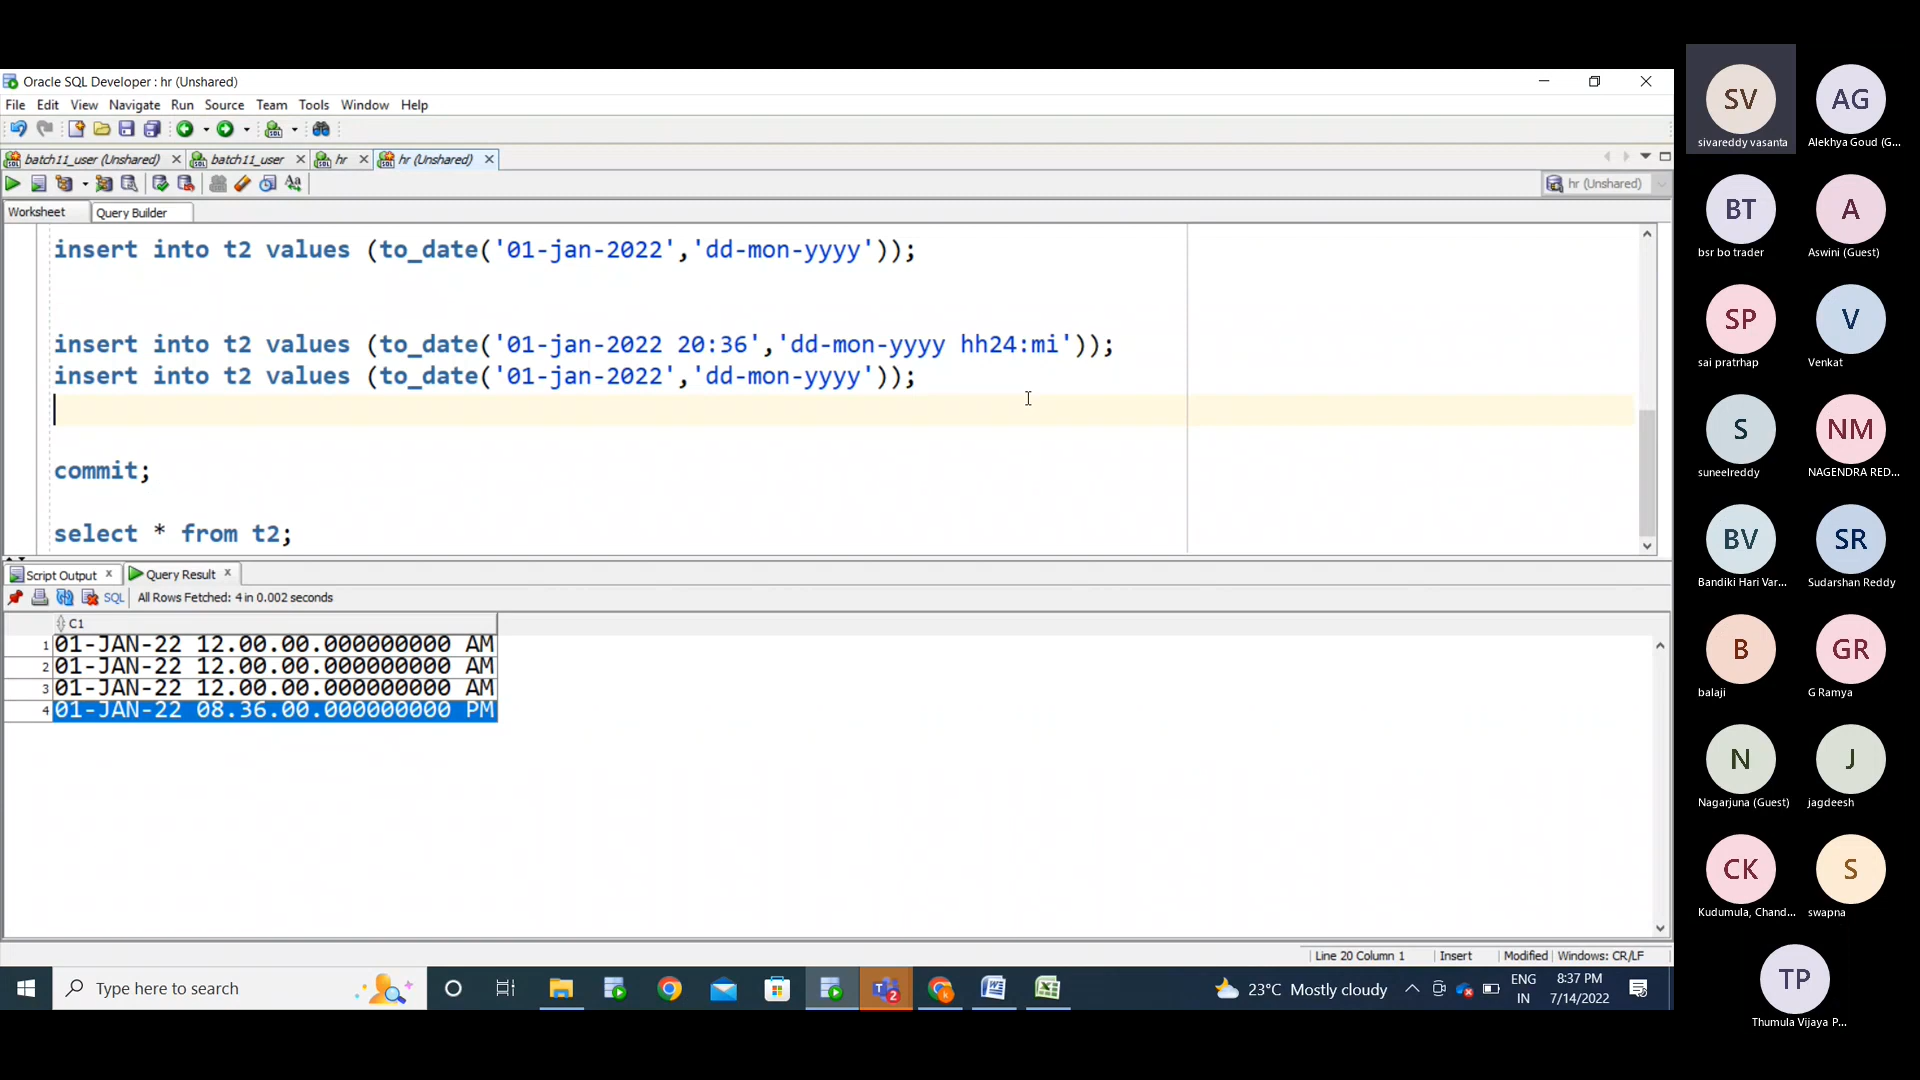 Oracle SQL Developer : hr (Unshared)
File Edit View Navigate Run Source Team Tools Window Help
batch11_user (Unshared) batch11_user hr hr (Unshared)
hr (Unshared)
Worksheet Query Builder
insert into t2 values (to_date('01-jan-2022','dd-mon-yyyy'));
insert into t2 values (to_date('01-jan-2022 20:36','dd-mon-yyyy hh24:mi'));
insert into t2 values (to_date('01-jan-2022','dd-mon-yyyy'));
commit;
select * from t2;
Script Output Query Result
SQL All Rows Fetched: 4 in 0.002 seconds
C1
1 01-JAN-22 12.00.00.000000000 AM
2 01-JAN-22 12.00.00.000000000 AM
3 01-JAN-22 12.00.00.000000000 AM
4 01-JAN-22 08.36.00.000000000 PM
Line 20 Column 1 Insert Modified Windows: CR/LF
Type here to search
2
23°C Mostly cloudy
ENG
IN
8:37 PM
7/14/2022
SV AG
sivareddy vasanta Alekhya Goud (G...
BT A
bsr bo trader Aswini (Guest)
SP V
sai pratrhap Venkat
S NM
suneelreddy NAGENDRA RED...
BV SR
Bandiki Hari Var... Sudarshan Reddy
B GR
balaji G Ramya
N J
Nagarjuna (Guest) jagdeesh
CK S
Kudumula, Chand... swapna
TP
Thumula Vijaya P...